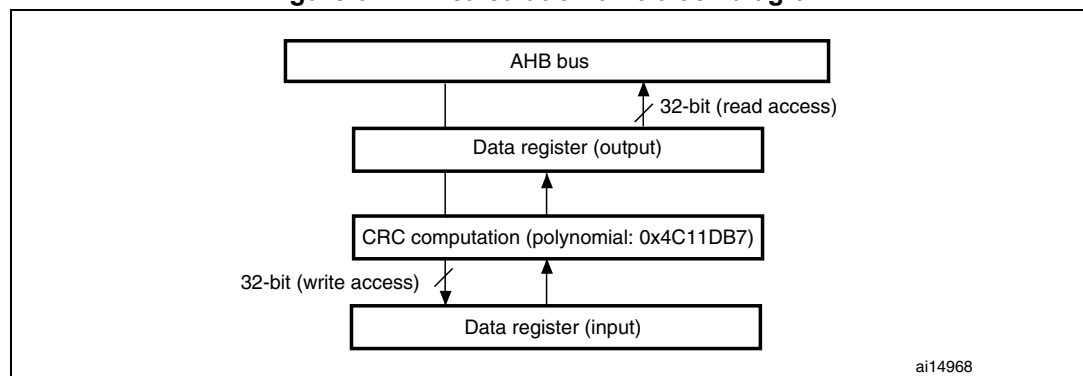 AHB bus
32-bit (read access)
Data register (output)
CRC computation (polynomial: 0x4C11DB7)
32-bit (write access)
Data register (input)
ai14968